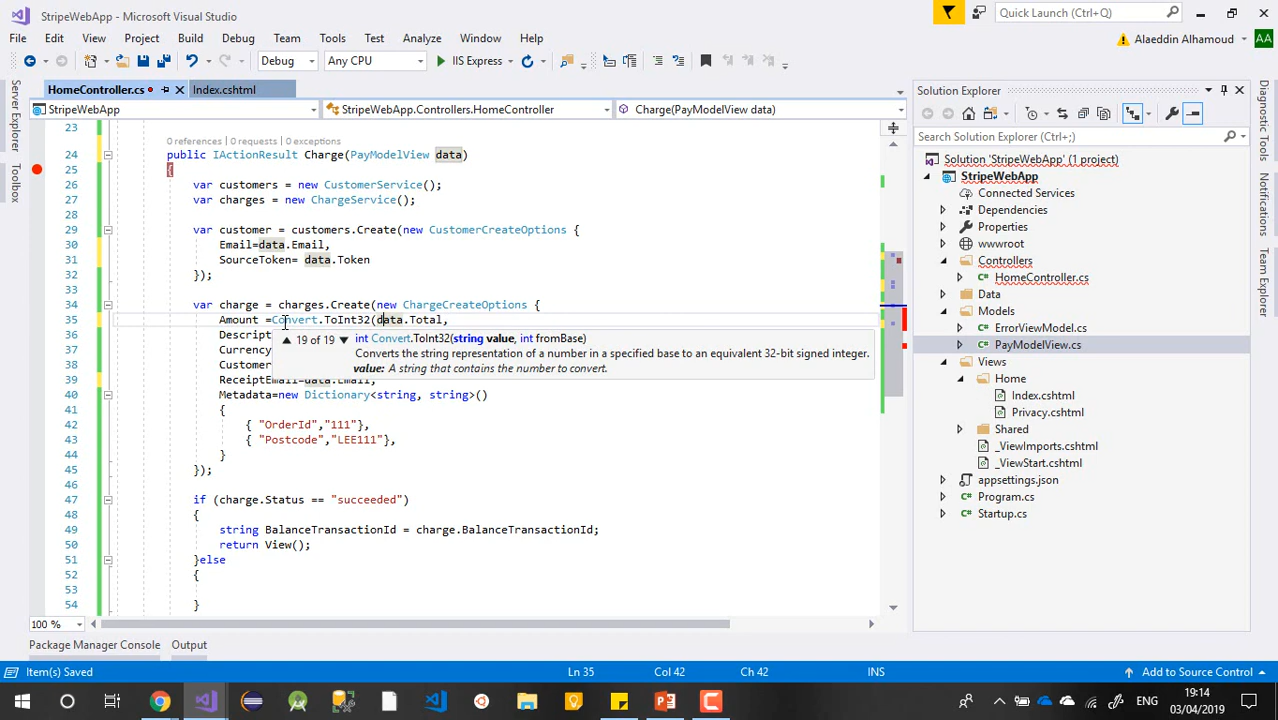 StripeWebApp - Microsoft Visual Studio
Quick Launch (Ctrl+Q)
File Edit View Project Build Debug Team Tools Test Analyze Window Help
Alaeddin Alhamoud
AA
Debug Any CPU IIS Express
Server Explorer
Toolbox
HomeController.cs Index.cshtml
StripeWebApp StripeWebApp.Controllers.HomeController Charge(PayModelView data)
23
0 references | 0 requests | 0 exceptions
24 public IActionResult Charge(PayModelView data)
25 {
26 var customers = new CustomerService();
27 var charges = new ChargeService();
28
29 var customer = customers.Create(new CustomerCreateOptions {
30 Email=data.Email,
31 SourceToken= data.Token
32 });
33
34 var charge = charges.Create(new ChargeCreateOptions {
35 Amount =Convert.ToInt32(data.Total,
36 Descript
19 of 19 int Convert.ToInt32(string value, int fromBase)
37 Currency
Converts the string representation of a number in a specified base to an equivalent 32-bit signed integer.
38 Customer
value: A string that contains the number to convert.
39 ReceiptEmail=data.Email,
40 Metadata=new Dictionary<string, string>()
41 {
42 { "OrderId","111"},
43 { "Postcode","LEE111"},
44 }
45 });
46
47 if (charge.Status == "succeeded")
48 {
49 string BalanceTransactionId = charge.BalanceTransactionId;
50 return View();
51 }else
52 {
53
54 }
100 %
Solution Explorer
Search Solution Explorer (Ctrl+;)
Solution 'StripeWebApp' (1 project)
StripeWebApp
Connected Services
Dependencies
Properties
wwwroot
Controllers
HomeController.cs
Data
Models
ErrorViewModel.cs
PayModelView.cs
Views
Home
Index.cshtml
Privacy.cshtml
Shared
_ViewImports.cshtml
_ViewStart.cshtml
appsettings.json
Program.cs
Startup.cs
Diagnostic Tools
Notifications
Package Manager Console Output
Item(s) Saved Ln 35 Col 42 Ch 42 INS Add to Source Control
ENG
19:14
03/04/2019